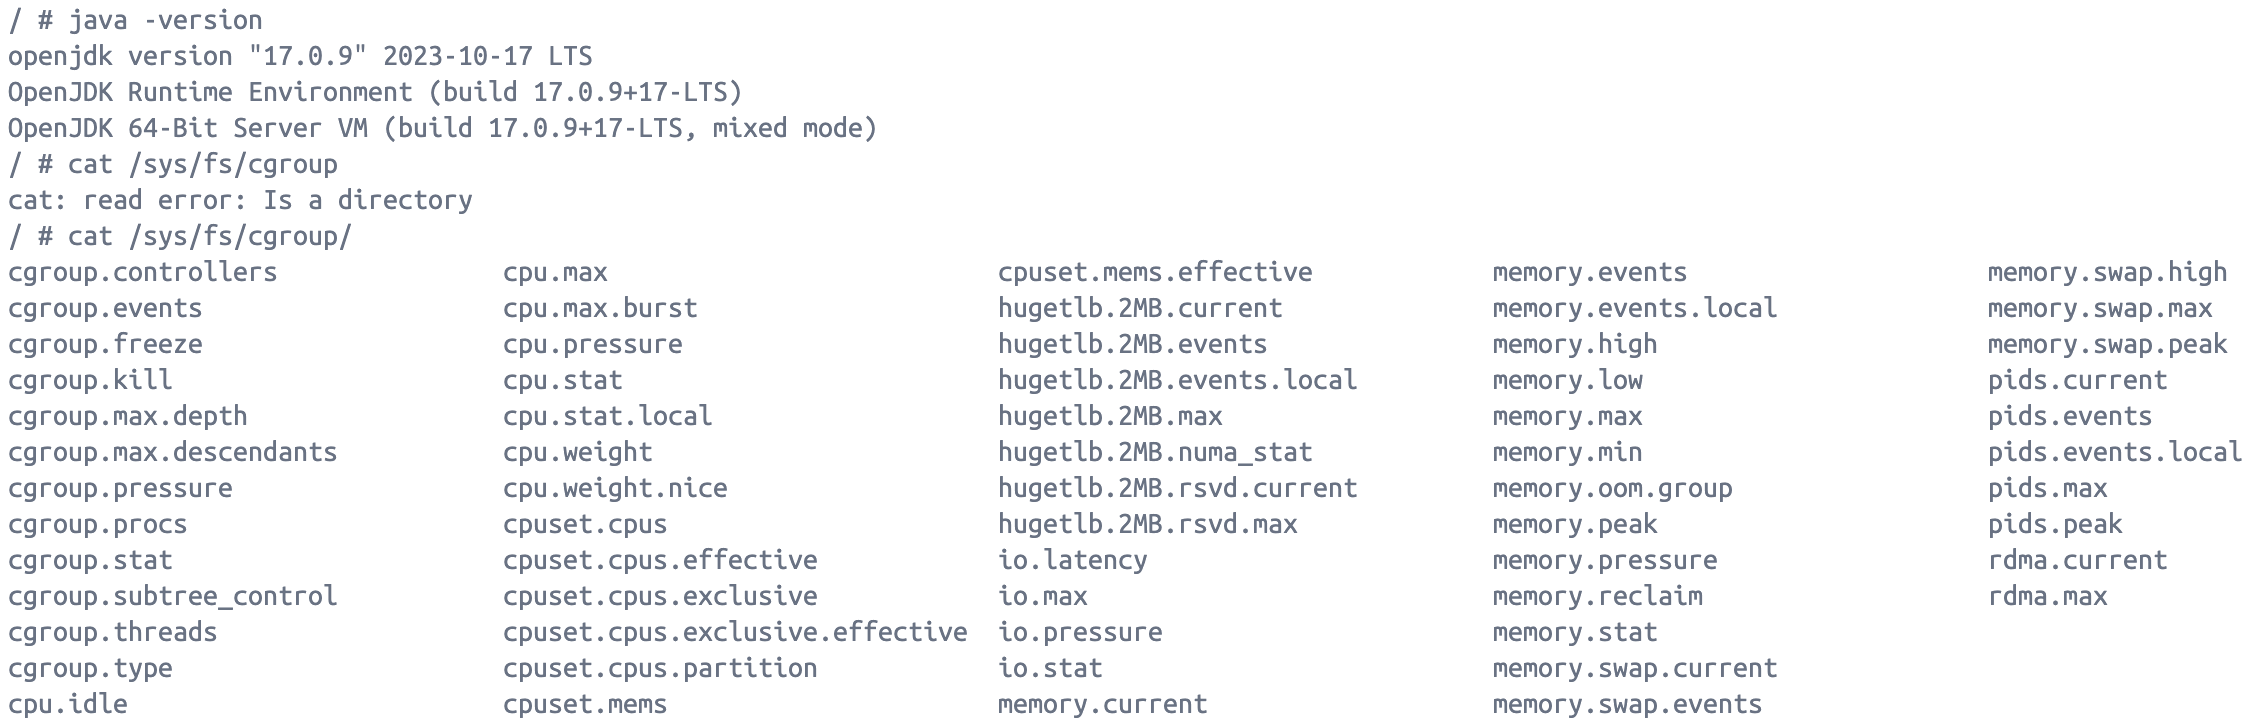 / # java -version
openjdk version "17.0.9" 2023-10-17 LTS
OpenJDK Runtime Environment (build 17.0.9+17-LTS)
OpenJDK 64-Bit Server VM (build 17.0.9+17-LTS, mixed mode)
/ # cat /sys/fs/cgroup
cat: read error: Is a directory
/ # cat /sys/fs/cgroup/
cgroup.controllers cpu.max cpuset.mems.effective memory.events memory.swap.high
cgroup.events cpu.max.burst hugetlb.2MB.current memory.events.local memory.swap.max
cgroup.freeze cpu.pressure hugetlb.2MB.events memory.high memory.swap.peak
cgroup.kill cpu.stat hugetlb.2MB.events.local memory.low pids.current
cgroup.max.depth cpu.stat.local hugetlb.2MB.max memory.max pids.events
cgroup.max.descendants cpu.weight hugetlb.2MB.numa_stat memory.min pids.events.local
cgroup.pressure cpu.weight.nice hugetlb.2MB.rsvd.current memory.oom.group pids.max
cgroup.procs cpuset.cpus hugetlb.2MB.rsvd.max memory.peak pids.peak
cgroup.stat cpuset.cpus.effective io.latency memory.pressure rdma.current
cgroup.subtree_control cpuset.cpus.exclusive io.max memory.reclaim rdma.max
cgroup.threads cpuset.cpus.exclusive.effective io.pressure memory.stat
cgroup.type cpuset.cpus.partition io.stat memory.swap.current
cpu.idle cpuset.mems memory.current memory.swap.events